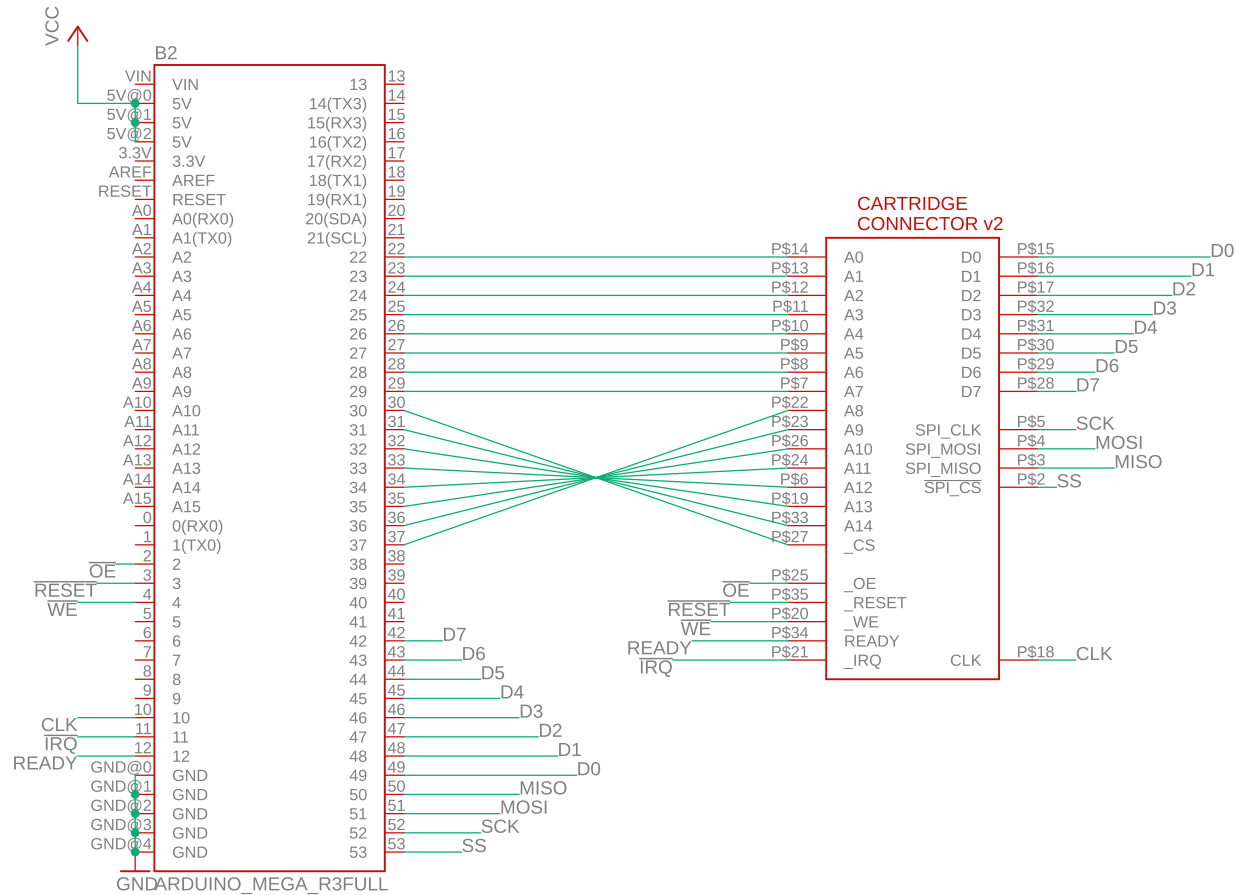 VCC
B2
VIN VIN 13 13
5V@0 5V 14(TX3) 14
5V@1 5V 15(RX3) 15
5V@2 5V 16(TX2) 16
3.3V 3.3V 17(RX2) 17
AREF AREF 18(TX1) 18
RESET RESET 19(RX1) 19
A0 A0(RX0) 20(SDA) 20
A1 A1(TX0) 21(SCL) 21
A2 A2 22 22
A3 A3 23 23
A4 A4 24 24
A5 A5 25 25
A6 A6 26 26
A7 A7 27 27
A8 A8 28 28
A9 A9 29 29
A10 A10 30 30
A11 A11 31 31
A12 A12 32 32
A13 A13 33 33
A14 A14 34 34
A15 A15 35 35
0 0(RX0) 36 36
1 1(TX0) 37 37
OE 2 2 38 38
RESET 3 3 39 39
WE 4 4 40 40
5 5 41 41
6 6 42 42 D7
7 7 43 43 D6
8 8 44 44 D5
9 9 45 45 D4
CLK 10 10 46 46 D3
IRQ 11 11 47 47 D2
READY 12 12 48 48 D1
GND@0 GND 49 49 D0
GND@1 GND 50 50 MISO
GND@2 GND 51 51 MOSI
GND@3 GND 52 52 SCK
GND@4 GND 53 53 SS
GND
ARDUINO_MEGA_R3FULL
CARTRIDGE
CONNECTOR v2
P$14 A0 D0 P$15 D0
P$13 A1 D1 P$16 D1
P$12 A2 D2 P$17 D2
P$11 A3 D3 P$32 D3
P$10 A4 D4 P$31 D4
P$9 A5 D5 P$30 D5
P$8 A6 D6 P$29 D6
P$7 A7 D7 P$28 D7
P$22 A8
P$23 A9 SPI_CLK P$5 SCK
P$26 A10 SPI_MOSI P$4 MOSI
P$24 A11 SPI_MISO P$3 MISO
P$6 A12 SPI_CS P$2 SS
P$19 A13
P$33 A14
P$27 _CS
OE P$25 _OE
RESET P$35 _RESET
WE P$20 _WE
READY P$34 READY
IRQ P$21 _IRQ CLK P$18 CLK